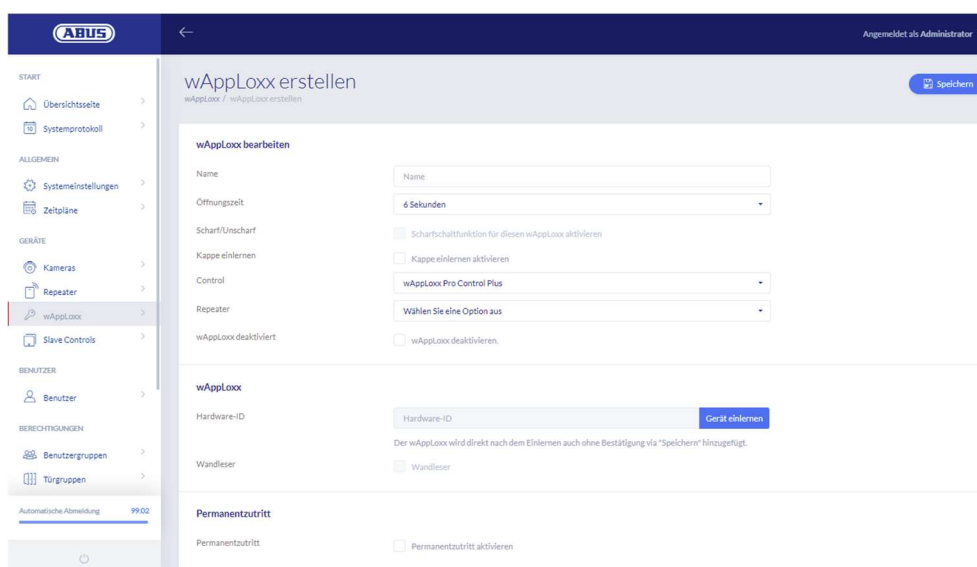 ABUS
Angemeldet als Administrator
START
Übersichtsseite
Systemprotokoll
ALLGEMEIN
Systemeinstellungen
Zeitpläne
GERÄTE
Kameras
Repeater
wAppLoxx
Slave Controls
BENUTZER
Benutzer
BERECHTIGUNGEN
Benutzergruppen
Türgruppen
Automatische Abmeldung 99:02
wAppLoxx erstellen
wAppLoxx / wAppLoxx erstellen
Speichern
wAppLoxx bearbeiten
Name Name
Öffnungszeit 6 Sekunden
Scharf/Unscharf Scharfschaltfunktion für diesen wAppLoxx aktivieren
Kappe einlernen Kappe einlernen aktivieren
Control wAppLoxx Pro Control Plus
Repeater Wählen Sie eine Option aus
wAppLoxx deaktiviert wAppLoxx deaktivieren.
wAppLoxx
Hardware-ID Hardware-ID Gerät einlernen
Der wAppLoxx wird direkt nach dem Einlernen auch ohne Bestätigung via "Speichern" hinzugefügt.
Wandleser Wandleser
Permanentzutritt
Permanentzutritt Permanentzutritt aktivieren